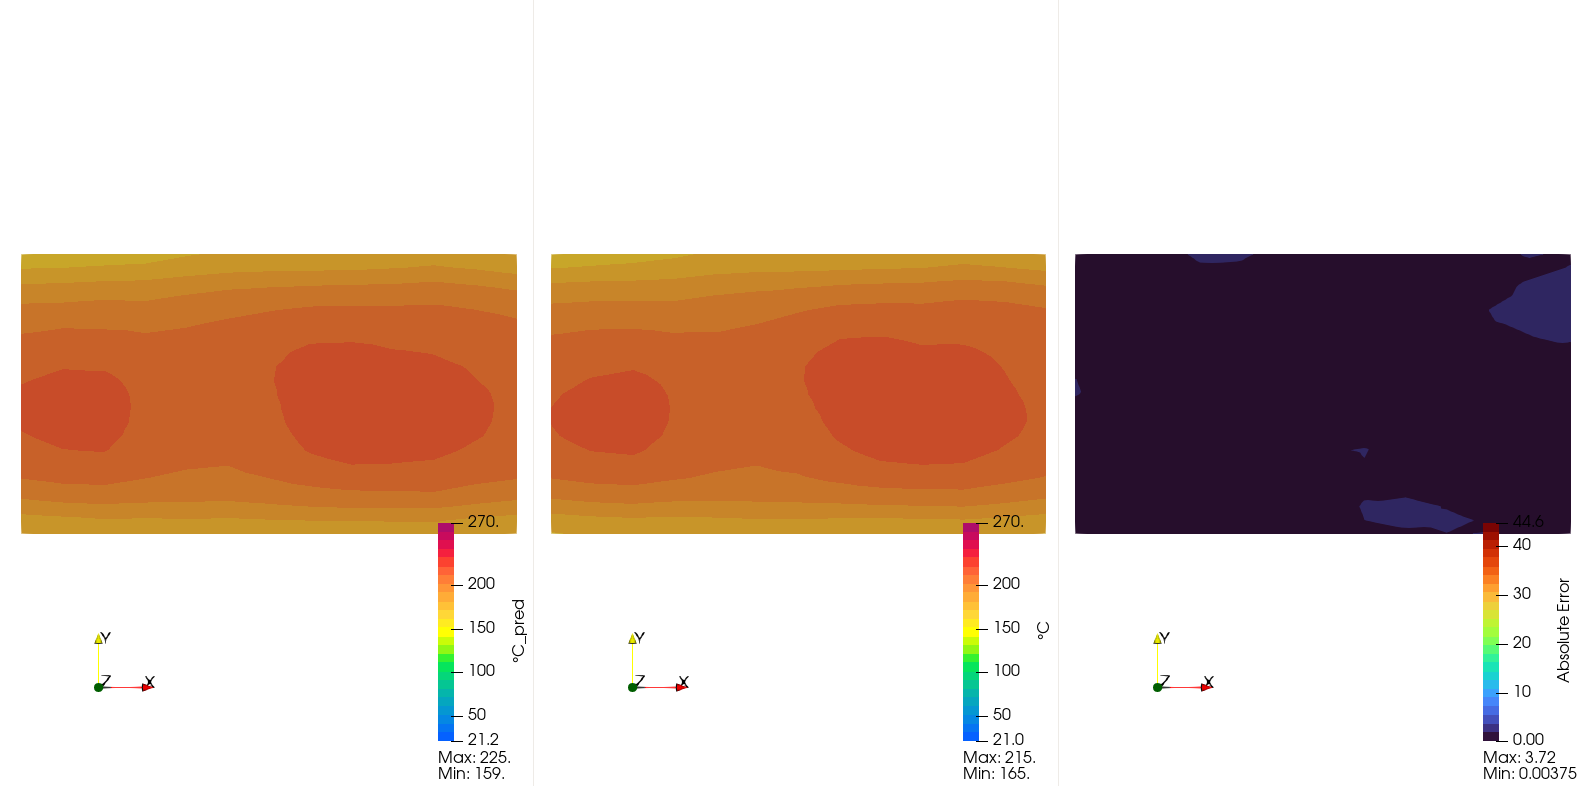 270.
200
150
100
50
21.2
°C_pred
Max: 225.
Min: 159.
Y
Z
X
270.
200
150
100
50
21.0
°C
Max: 215.
Min: 165.
Y
Z
X
44.6
40
30
20
10
0.00
Absolute Error
Max: 3.72
Min: 0.00375
Y
Z
X